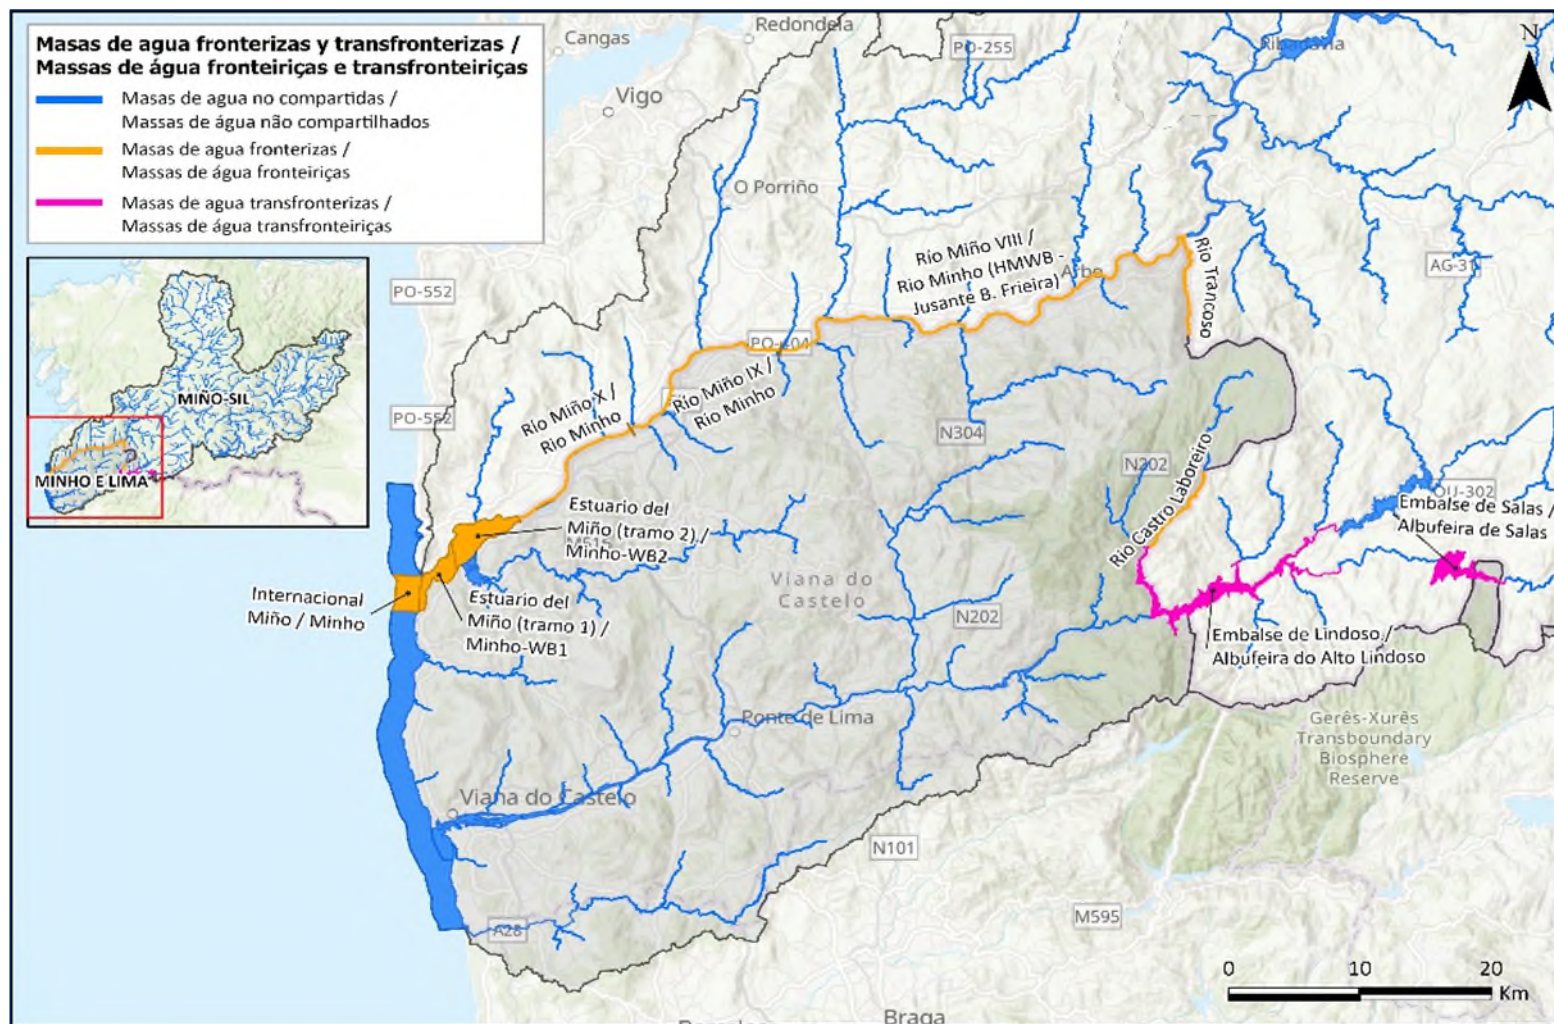 Masas de agua fronterizas y transfronterizas /
Massas de água fronteiriças e transfronteiriças
Masas de agua no compartidas /
Massas de água não compartilhados
Masas de agua fronterizas /
Massas de água fronteiriças
Masas de agua transfronterizas /
Massas de água transfronteiriças
MIÑO-SIL
MINHO E LIMA
Cangas
Redondela
PO-255
Ribadavia
N
Vigo
O Porriño
PO-552
AG-31
Río Miño VIII /
Rio Minho (HMWB -
Jusante B. Frieira)
Arbo
Rio Trancoso
PO-404
Río Miño IX /
Rio Minho
Río Miño X /
Rio Minho
PO-552
N304
N202
Rio Castro Laboreiro
OU-302
Embalse de Salas /
Albufeira de Salas
Estuario del
Miño (tramo 2) /
Minho-WB2
Internacional
Miño / Minho
Estuario del
Miño (tramo 1) /
Minho-WB1
Viana do
Castelo
N202
Embalse de Lindoso /
Albufeira do Alto Lindoso
Ponte de Lima
Gerês-Xurês
Transboundary
Biosphere
Reserve
Viana do Castelo
N101
M595
A28
Braga
0 10 20
Km